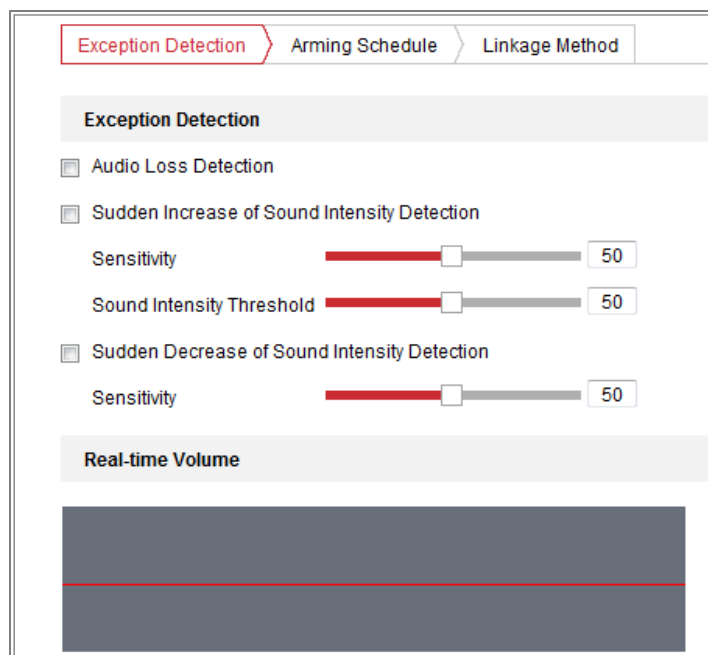 Exception Detection Arming Schedule Linkage Method
Exception Detection
Audio Loss Detection
Sudden Increase of Sound Intensity Detection
Sensitivity 50
Sound Intensity Threshold 50
Sudden Decrease of Sound Intensity Detection
Sensitivity 50
Real-time Volume